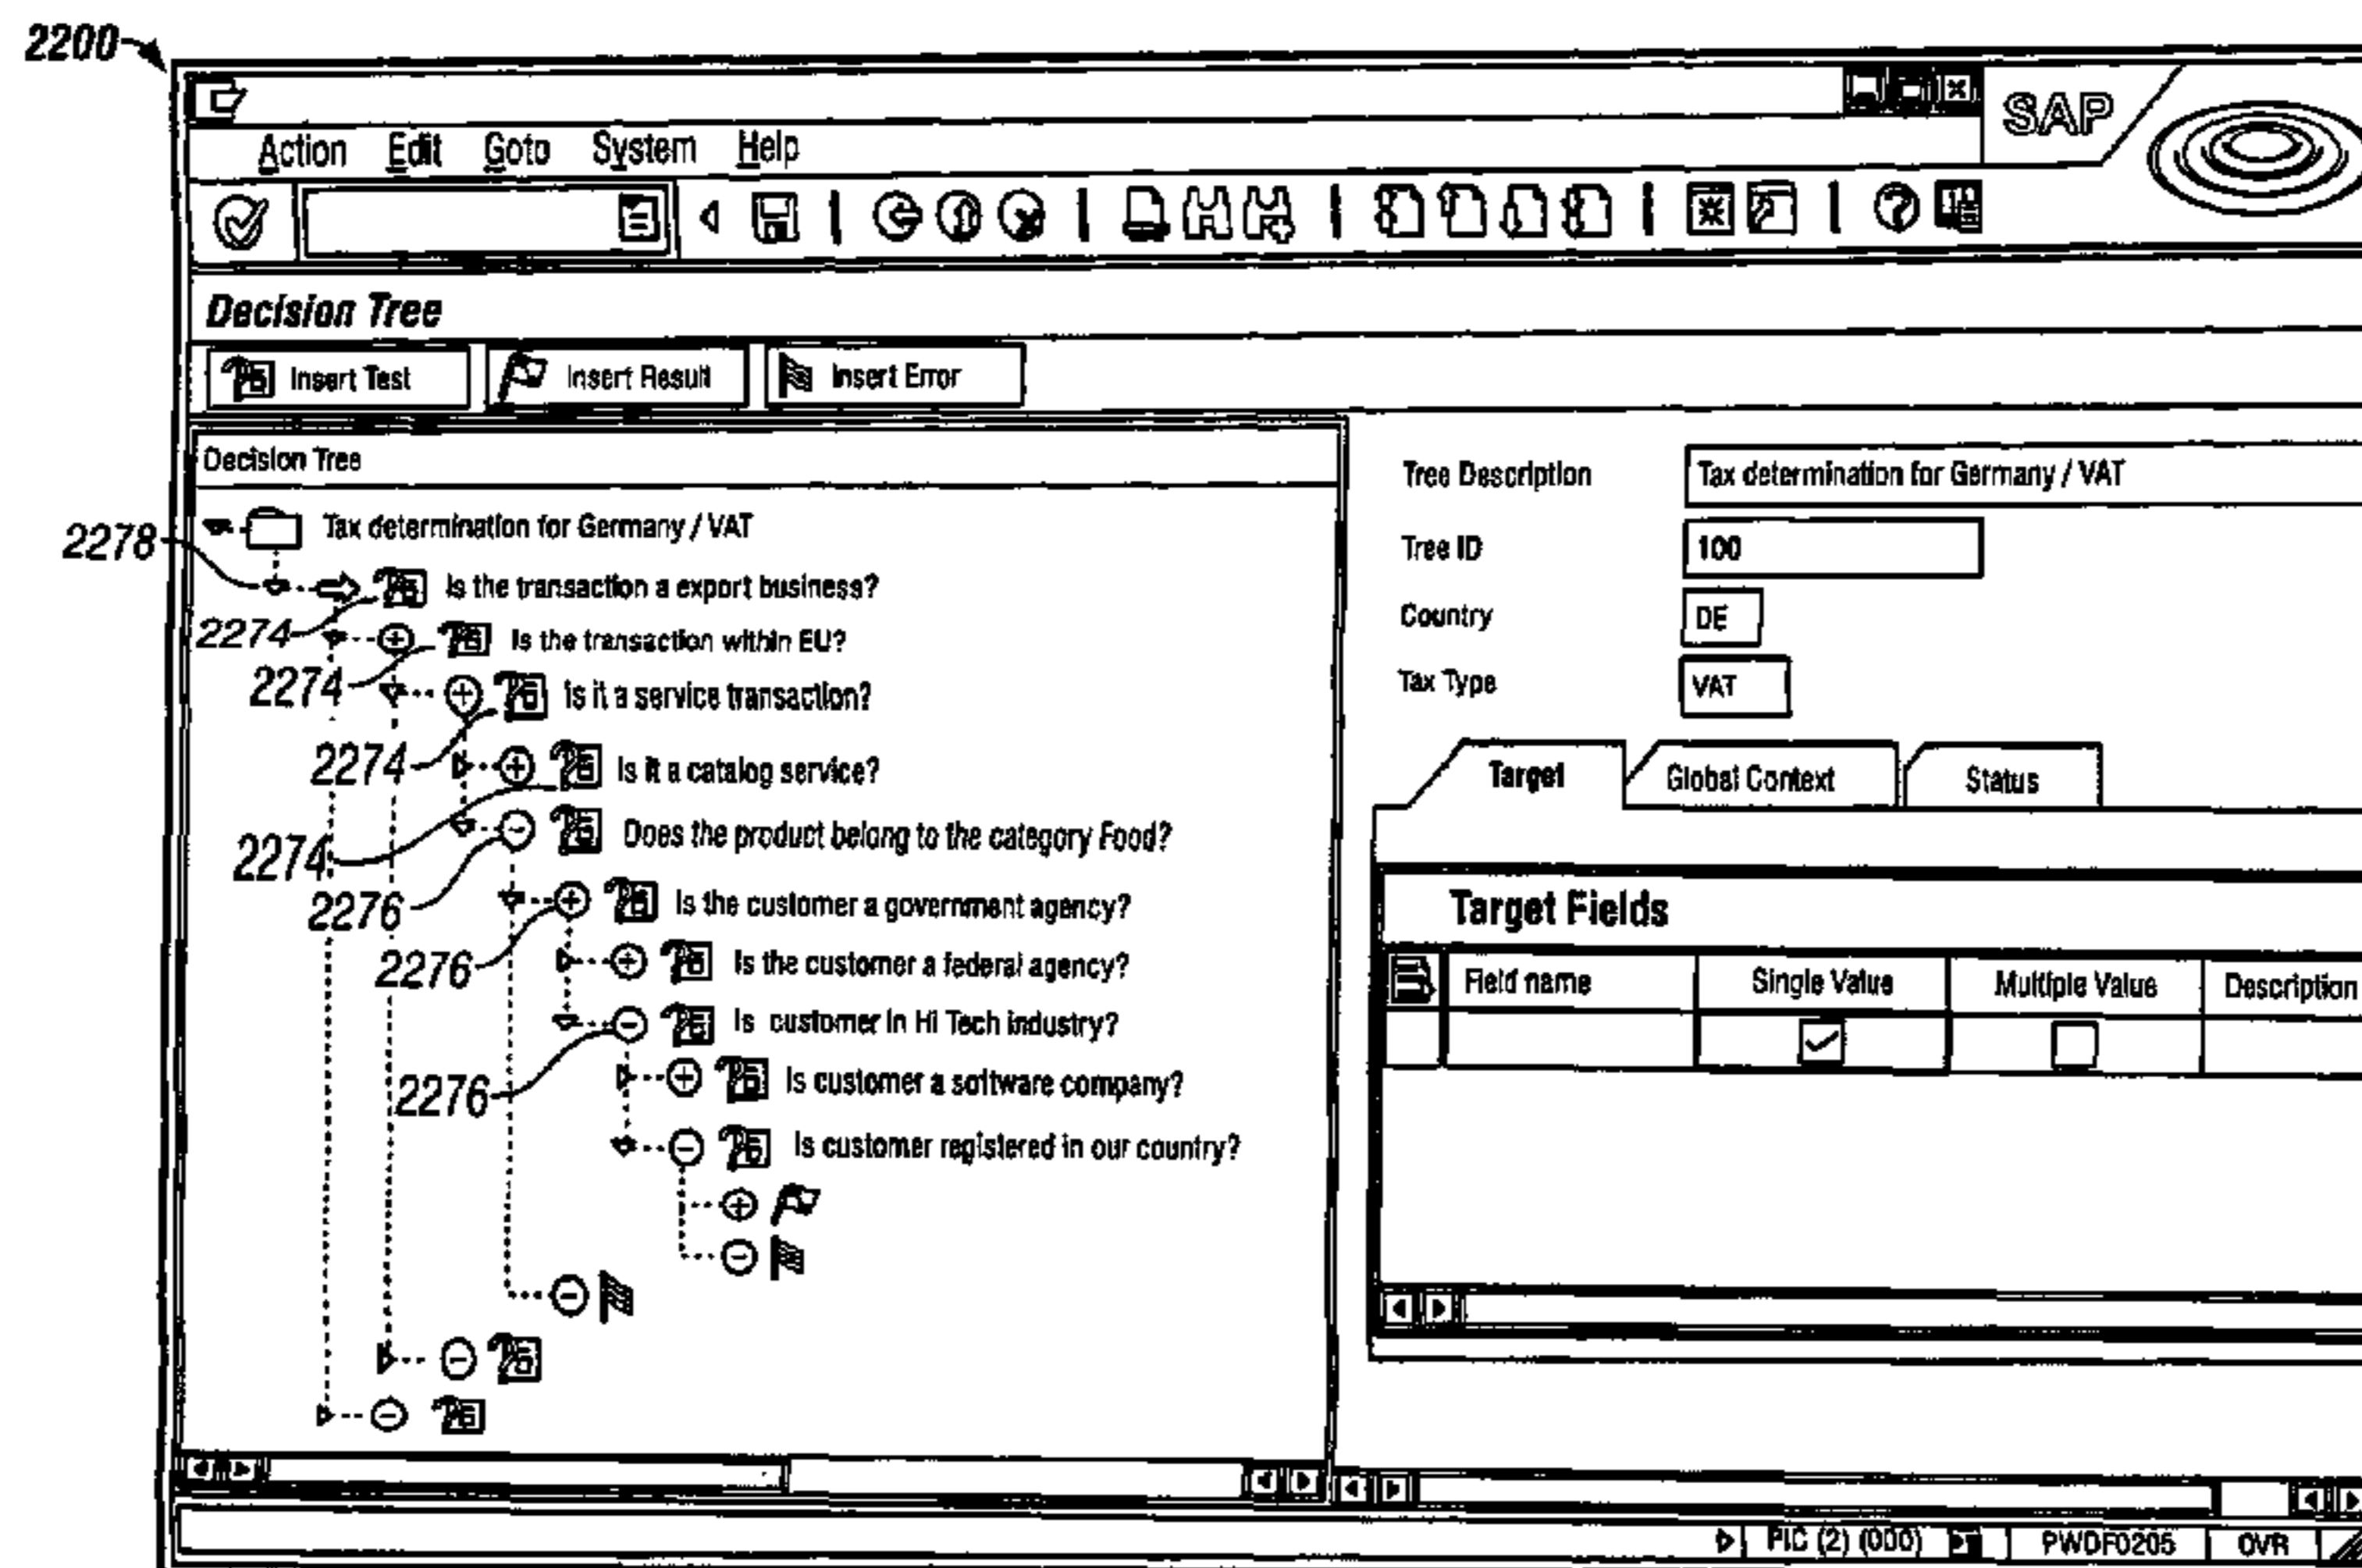 2200
SAP
Action Edit Goto System Help
Decision Tree
Insert Test Insert Result Insert Error
Decision Tree
Tax determination for Germany / VAT
2278
Is the transaction a export business?
2274
Is the transaction within EU?
2274
Is it a service transaction?
2274
Is it a catalog service?
2274
Does the product belong to the category Food?
2276
Is the customer a government agency?
2276
Is the customer a federal agency?
Is customer in Hi Tech industry?
2276
Is customer a software company?
Is customer registered in our country?
Tree Description Tax determination for Germany / VAT
Tree ID 100
Country DE
Tax Type VAT
Target Global Context Status
Target Fields
Field name Single Value Multiple Value Description
PIC (2) (000) PWDF0205 OVR